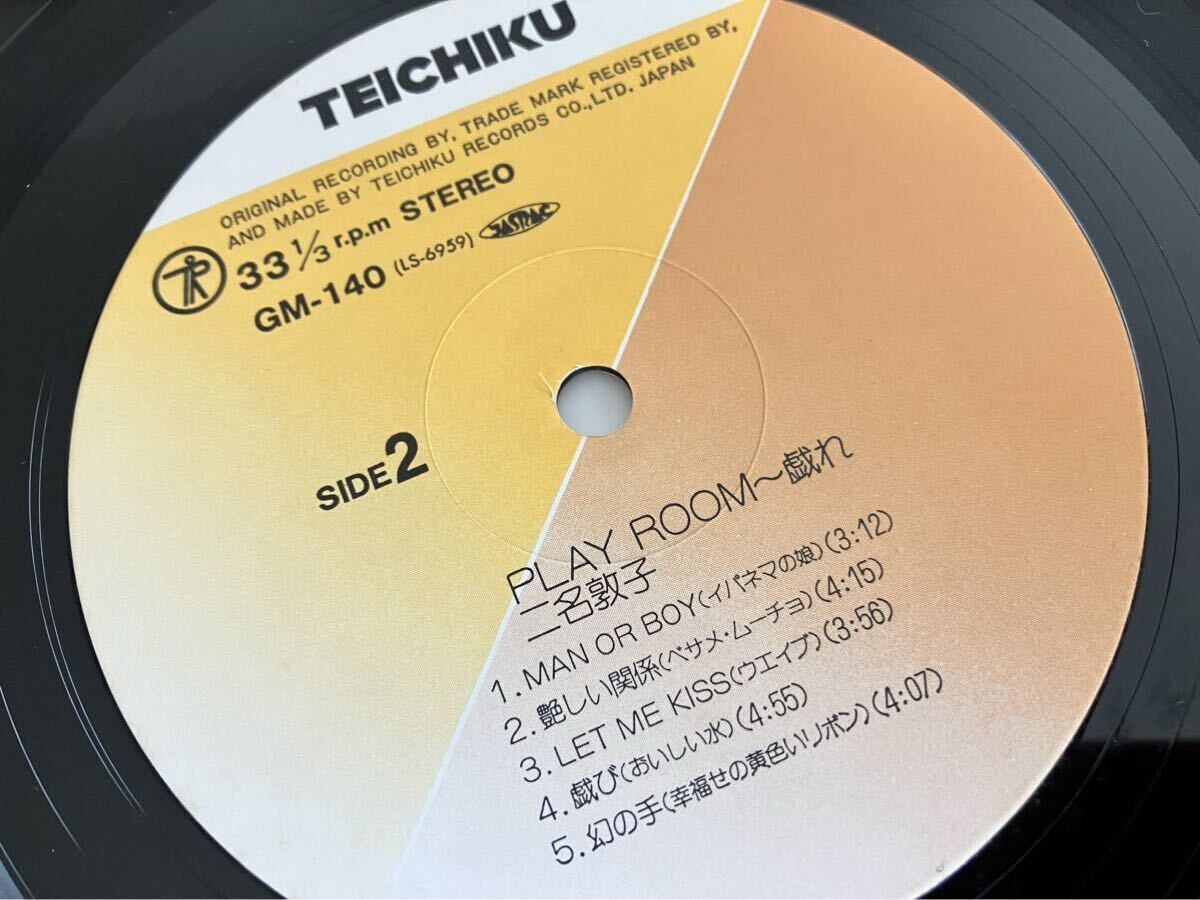 TEICHIKU
ORIGINAL RECORDING BY, TRADE MARK REGISTERED BY,
AND MADE BY TEICHIKU RECORDS CO.,LTD. JAPAN
33 1/3 r.p.m STEREO
GM-140 (LS-6959) JASRAC
SIDE 2
PLAY ROOM〜戯れ
二名敦子
1. MAN OR BOY(イパネマの娘)(3:12)
2. 艶しい関係(ベサメ・ムーチョ)(4:15)
3. LET ME KISS(ウエイブ)(3:56)
4. 戯び(おいしい水)(4:55)
5. 幻の手(幸福せの黄色いリボン)(4:07)